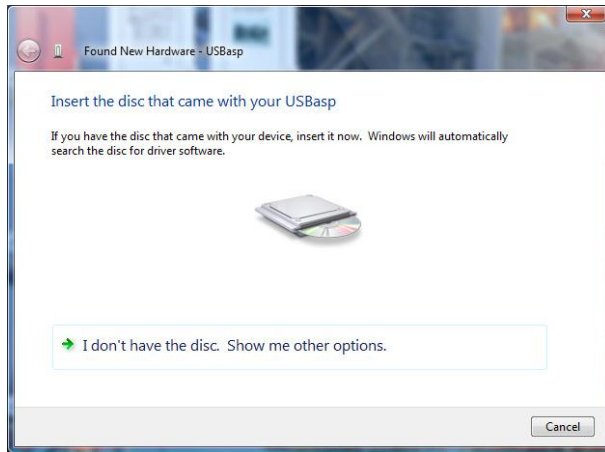 Found New Hardware - USBasp
Insert the disc that came with your USBasp
If you have the disc that came with your device, insert it now.  Windows will automatically
search the disc for driver software.
I don't have the disc.  Show me other options.
Cancel